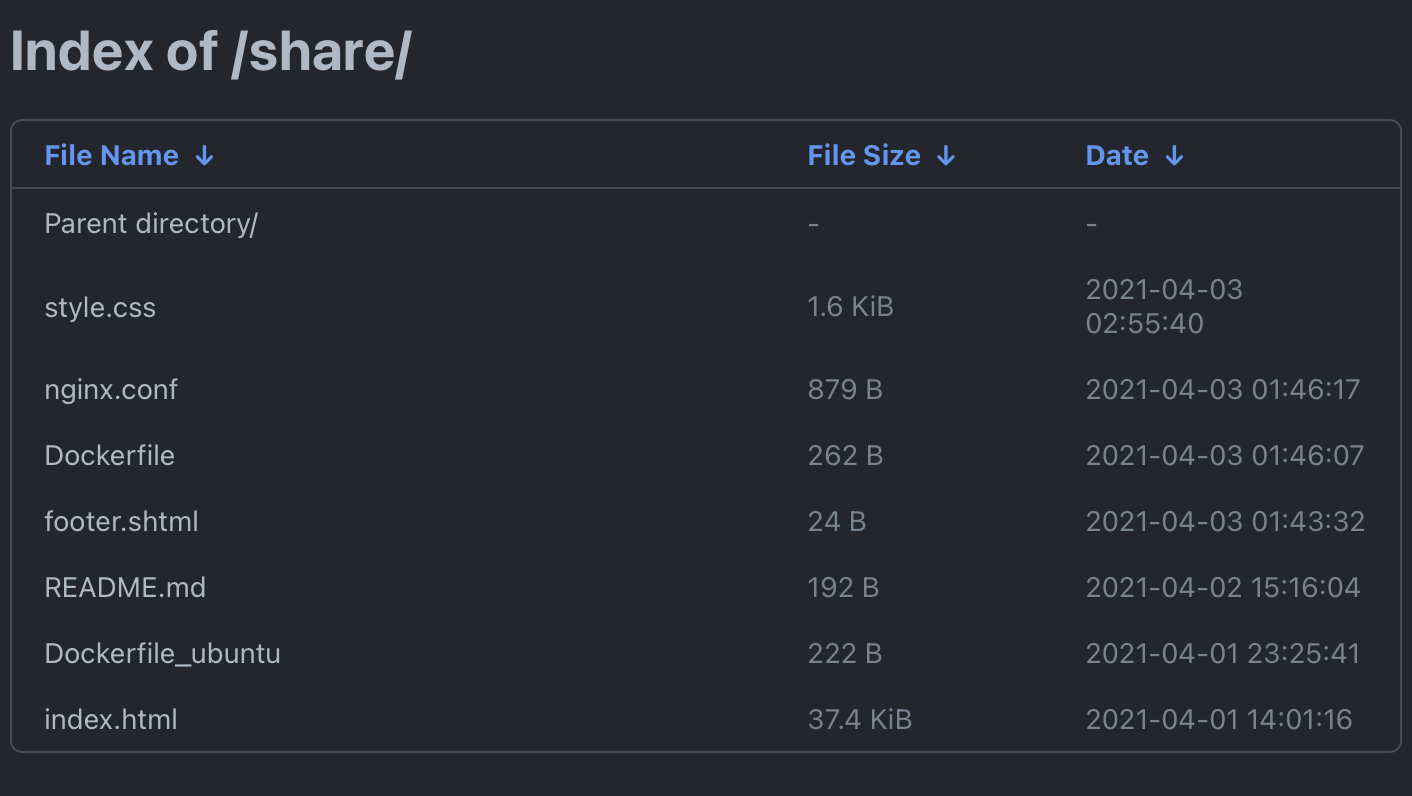 Index of /share/
File Name ↓ File Size ↓ Date ↓
Parent directory/ - -
style.css 1.6 KiB 2021-04-03
02:55:40
nginx.conf 879 B 2021-04-03 01:46:17
Dockerfile 262 B 2021-04-03 01:46:07
footer.shtml 24 B 2021-04-03 01:43:32
README.md 192 B 2021-04-02 15:16:04
Dockerfile_ubuntu 222 B 2021-04-01 23:25:41
index.html 37.4 KiB 2021-04-01 14:01:16